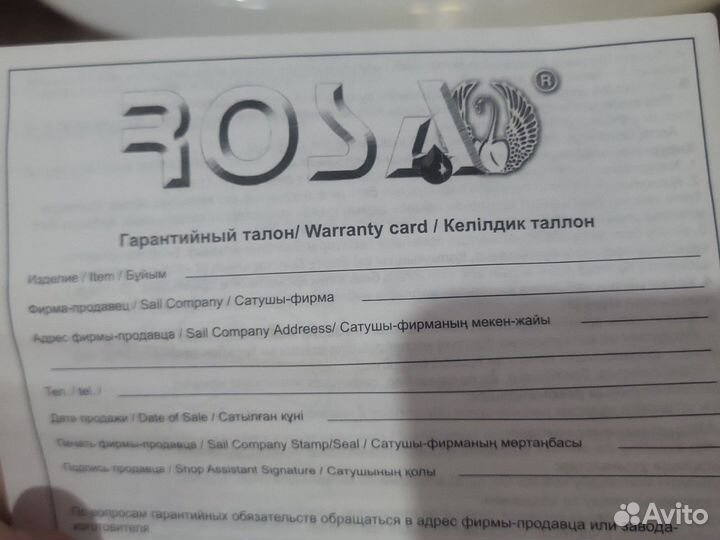 ROSA ®
Гарантийный талон/ Warranty card / Келілдик таллон
Изделие / Item / Бұйым
Фирма-продавец / Sail Company / Сатушы-фирма
Адрес фирмы-продавца / Sail Company Addreess/ Сатушы-фирманың мекен-жайы
Тел. / tel./
Дата продажи / Date of Sale / Сатылған күні
Печать фирмы-продавца / Sail Company Stamp/Seal / Сатушы-фирманың мөртаңбасы
Подпись продавца / Shop Assistant Signature / Сатушының қолы
По вопросам гарантийных обязательств обращаться в адрес фирмы-продавца или завода-
изготовителя
Avito